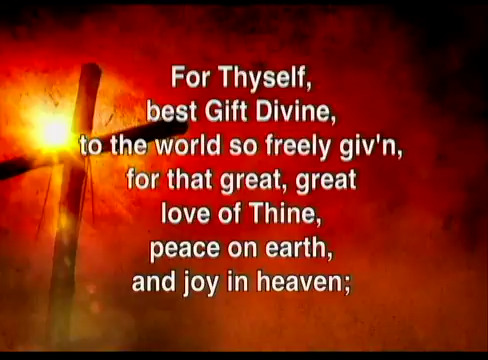 For Thyself,
best Gift Divine,
to the world so freely giv'n,
for that great, great
love of Thine,
peace on earth,
and joy in heaven;